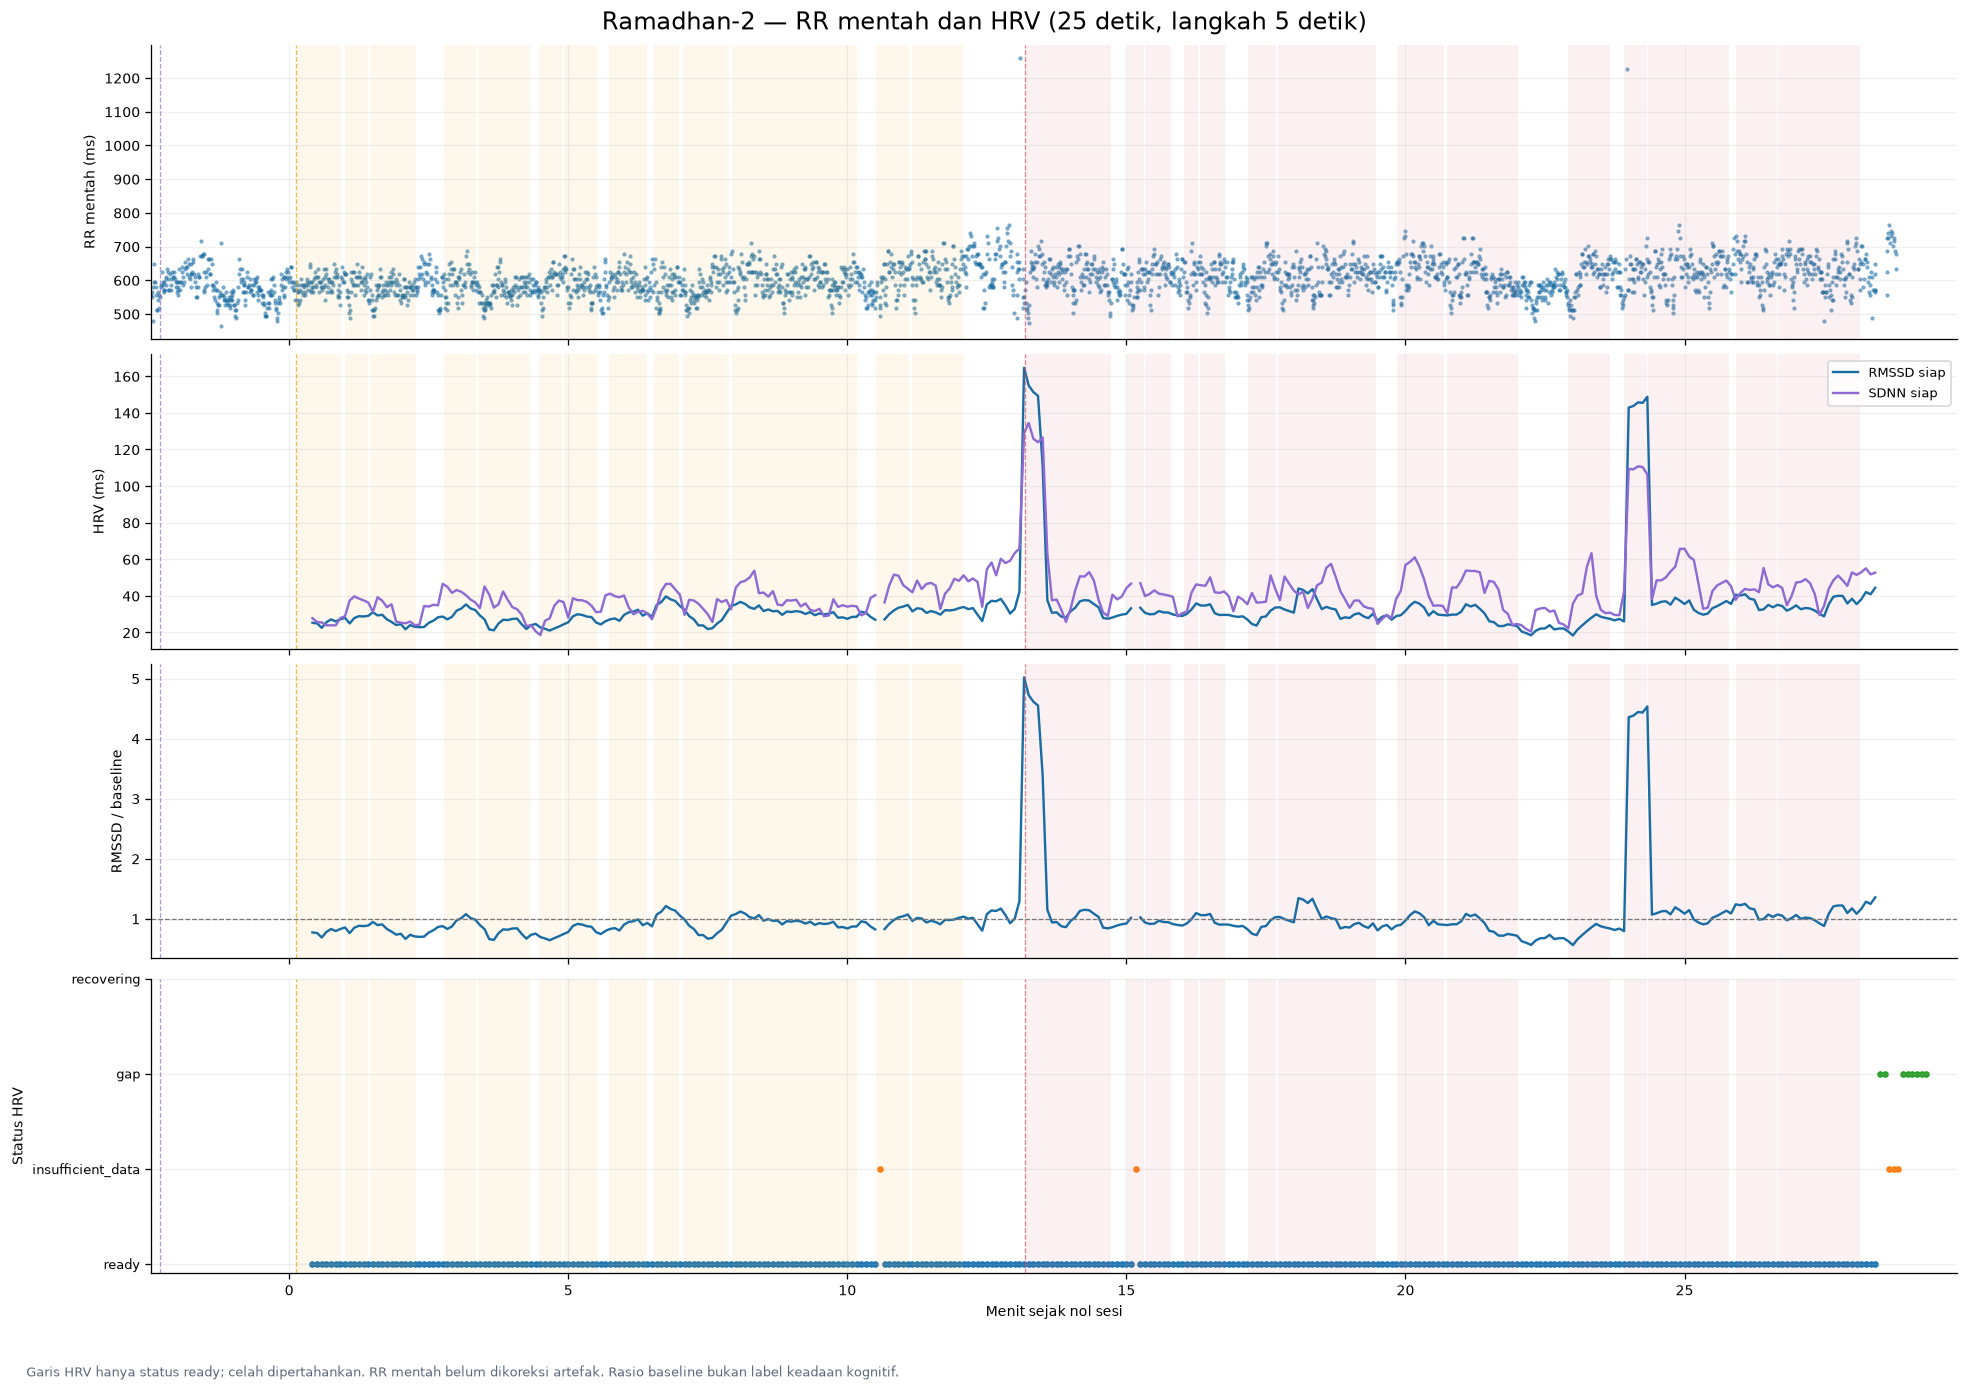 Ramadhan-2 — RR mentah dan HRV (25 detik, langkah 5 detik)
RR mentah (ms)
1200
1100
1000
900
800
700
600
500
HRV (ms)
160
140
120
100
80
60
40
20
RMSSD siap
SDNN siap
RMSSD / baseline
5
4
3
2
1
Status HRV
recovering
gap
insufficient_data
ready
0 5 10 15 20 25
Menit sejak nol sesi
Garis HRV hanya status ready; celah dipertahankan. RR mentah belum dikoreksi artefak. Rasio baseline bukan label keadaan kognitif.